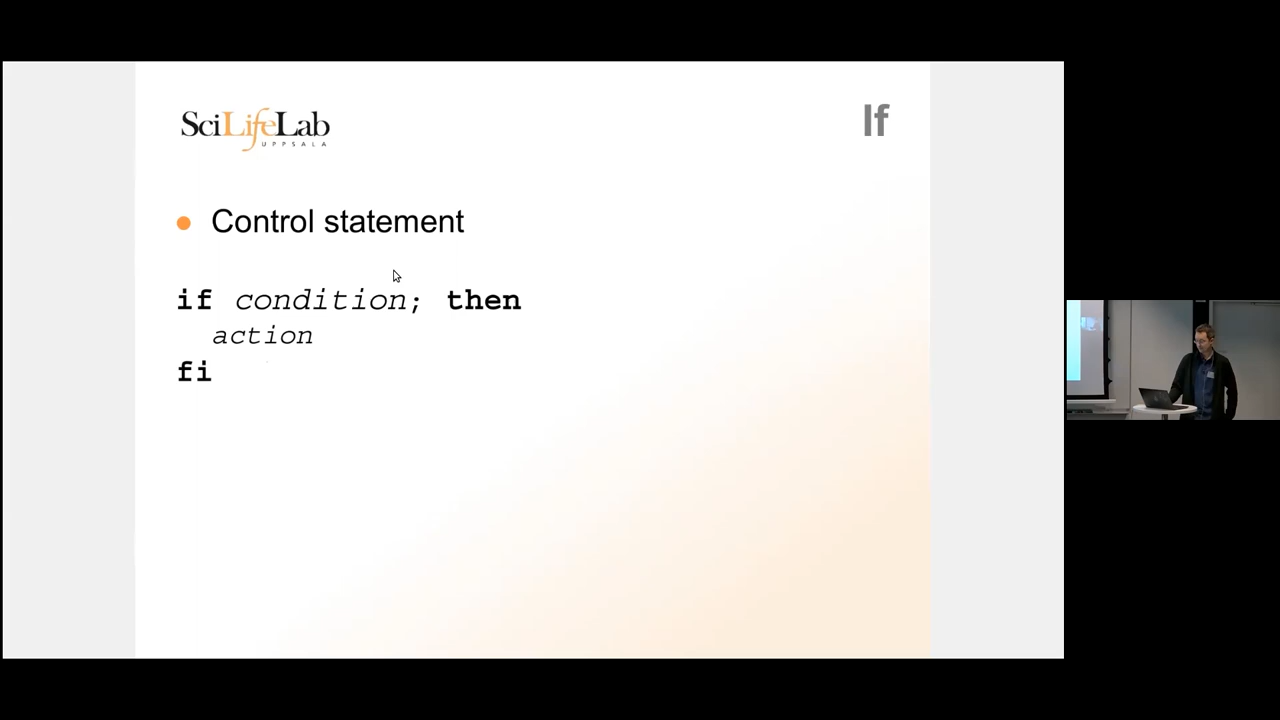 SciLifeLab
UPPSALA
If
Control statement
if condition; then
action
fi